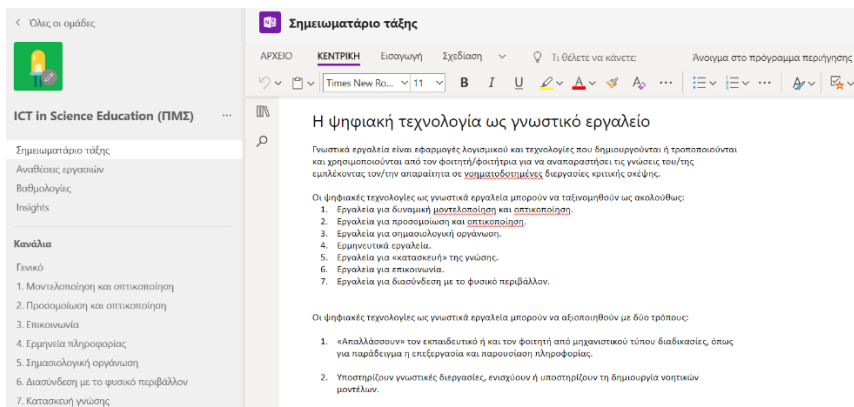 < Όλες οι ομάδες
ICT in Science Education (ΠΜΣ) ...
Σημειωματάριο τάξης
Αναθέσεις εργασιών
Βαθμολογίες
Insights
Κανάλια
Γενικό
1. Μοντελοποίηση και οπτικοποίηση
2. Προσομοίωση και οπτικοποίηση
3. Επικοινωνία
4. Ερμηνεία πληροφορίας
5. Σημασιολογική οργάνωση
6. Διασύνδεση με το φυσικό περιβάλλον
7. Κατασκευή γνώσης
N Σημειωματάριο τάξης
ΑΡΧΕΙΟ ΚΕΝΤΡΙΚΗ Εισαγωγή Σχεδίαση Τι θέλετε να κάνετε; Άνοιγμα στο πρόγραμμα περιήγησης
Times New Ro... 11 B I U A A ... ...
Η ψηφιακή τεχνολογία ως γνωστικό εργαλείο
Γνωστικά εργαλεία είναι εφαρμογές λογισμικού και τεχνολογίες που δημιουργούνται ή τροποποιούνται
και χρησιμοποιούνται από τον φοιτητή/φοιτήτρια για να αναπαραστήσει τις γνώσεις του/της
εμπλέκοντας τον/την απαραίτητα σε νοηματοδοτημένες διεργασίες κριτικής σκέψης.
Οι ψηφιακές τεχνολογίες ως γνωστικά εργαλεία μπορούν να ταξινομηθούν ως ακολούθως:
1. Εργαλεία για δυναμική μοντελοποίηση και οπτικοποίηση.
2. Εργαλεία για προσομοίωση και οπτικοποίηση.
3. Εργαλεία για σημασιολογική οργάνωση.
4. Ερμηνευτικά εργαλεία.
5. Εργαλεία για «κατασκευή» της γνώσης.
6. Εργαλεία για επικοινωνία.
7. Εργαλεία για διασύνδεση με το φυσικό περιβάλλον.
Οι ψηφιακές τεχνολογίες ως γνωστικά εργαλεία μπορούν να αξιοποιηθούν με δύο τρόπους:
1. «Απαλλάσσουν» τον εκπαιδευτικό ή και τον φοιτητή από μηχανιστικού τύπου διαδικασίες, όπως
για παράδειγμα η επεξεργασία και παρουσίαση πληροφορίας.
2. Υποστηρίζουν γνωστικές διεργασίες, ενισχύουν ή υποστηρίζουν τη δημιουργία νοητικών
μοντέλων.